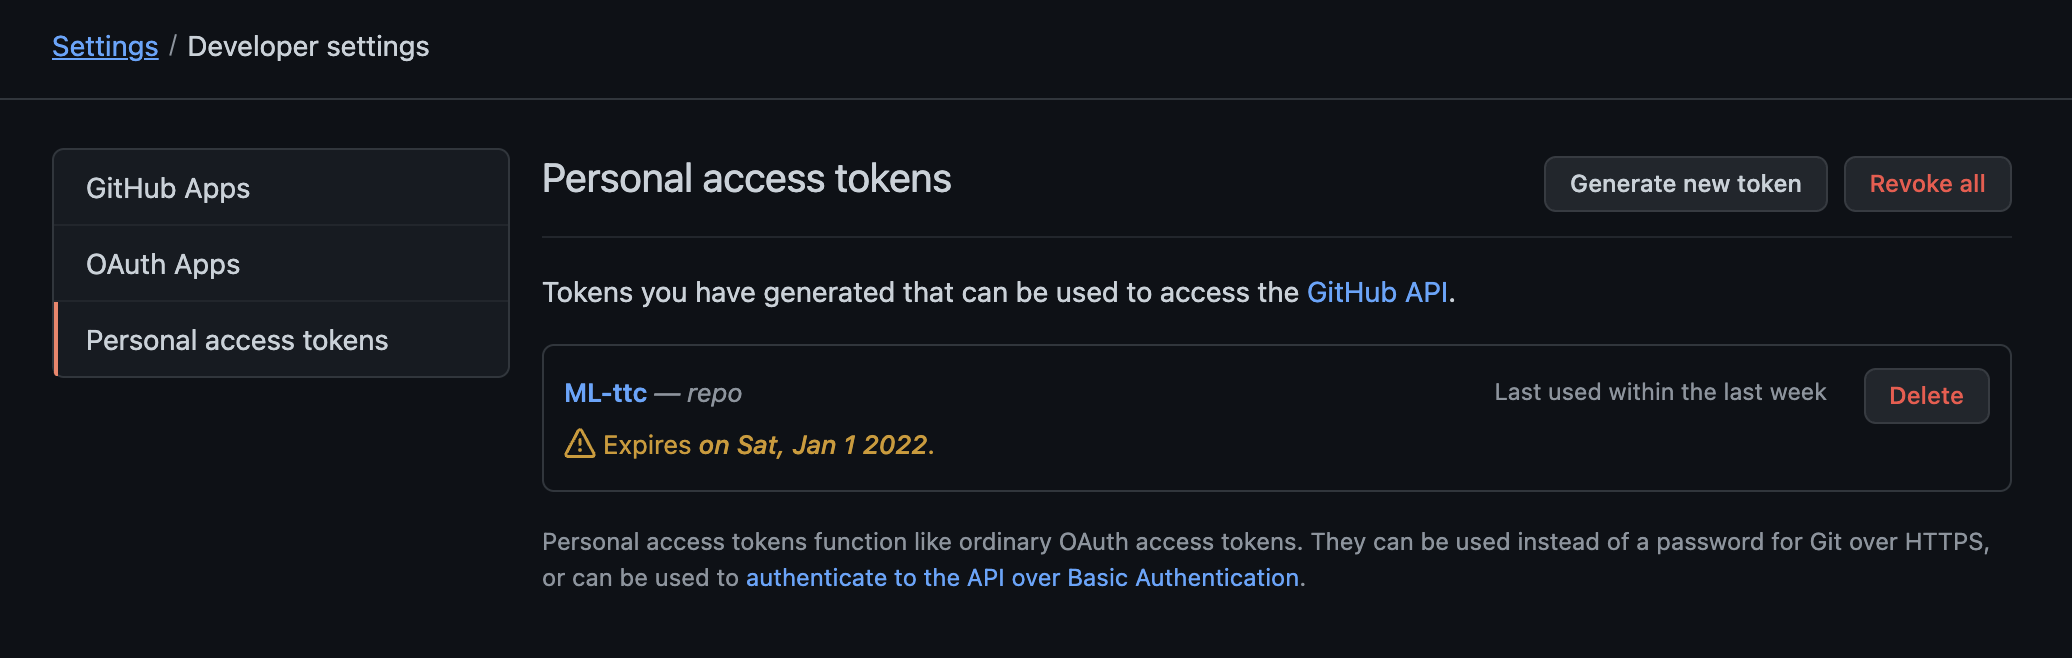 Settings / Developer settings
GitHub Apps
OAuth Apps
Personal access tokens
Personal access tokens
Generate new token
Revoke all
Tokens you have generated that can be used to access the GitHub API.
ML-ttc — repo
Last used within the last week
Delete
Expires on Sat, Jan 1 2022.
Personal access tokens function like ordinary OAuth access tokens. They can be used instead of a password for Git over HTTPS,
or can be used to authenticate to the API over Basic Authentication.